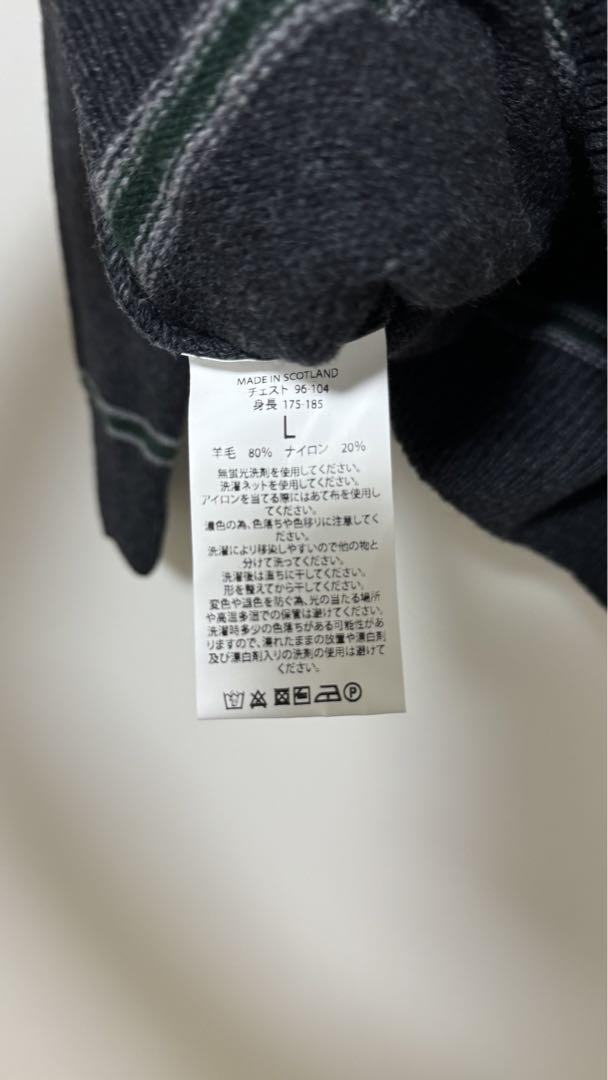 MADE IN SCOTLAND
チェスト 96-104
身長 175-185
L
羊毛 80% ナイロン 20%
無蛍光洗剤を使用してください。
洗濯ネットを使用してください。
アイロンを当てる際にはあて布を使用し
てください。
濃色の為、色落ちや色移りに注意してく
ださい。
洗濯により移染しやすいので他の物と
分けて洗ってください。
洗濯後は直ちに干してください。
形を整えてから干してください。
変色や退色を防ぐ為、光の当たる場所
や高温多湿での保管は避けてください。
洗濯時多少の色落ちがある可能性があ
りますので、濡れたままの放置や漂白剤
及び漂白剤入りの洗剤の使用は避けて
ください。
P